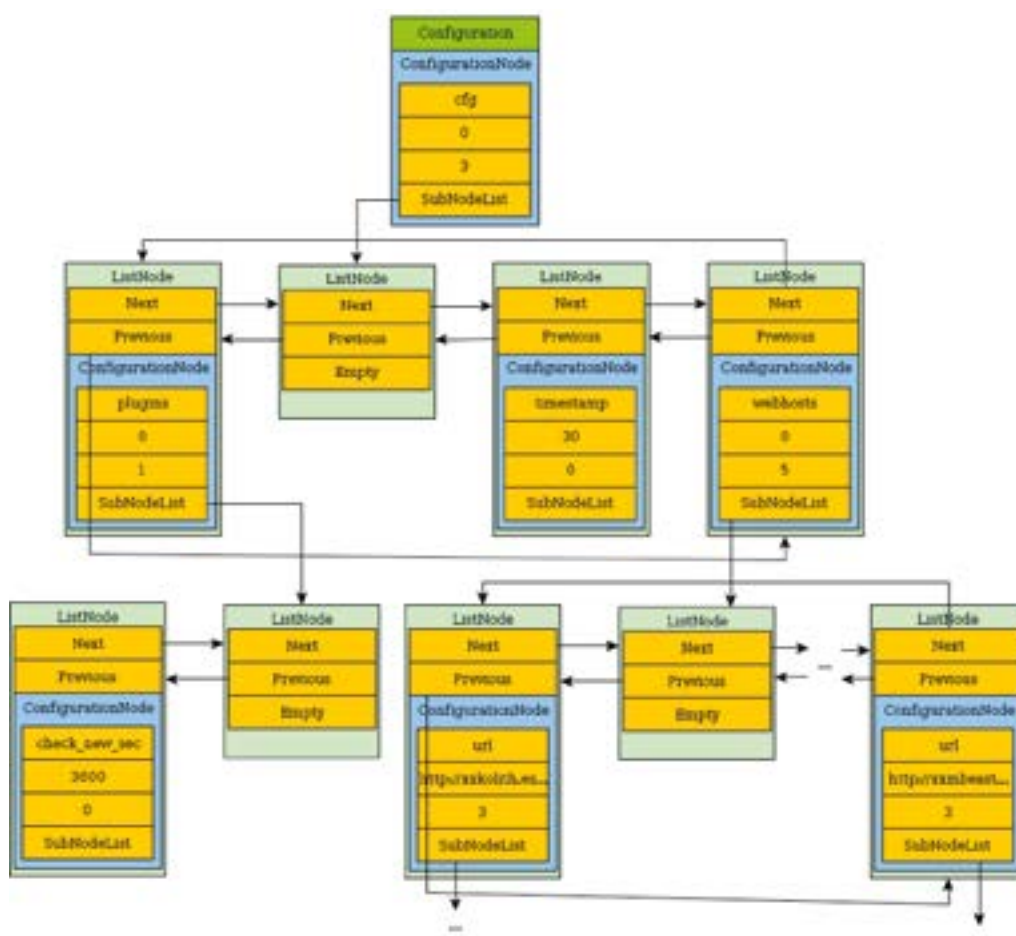 Configuration
ConfigurationNode
cfg
0
3
SubNodeList
ListNode
Next
Previous
ConfigurationNode
plugins
0
1
SubNodeList
ListNode
Next
Previous
Empty
ListNode
Next
Previous
ConfigurationNode
timestamp
30
0
SubNodeList
ListNode
Next
Previous
ConfigurationNode
webhosts
0
5
SubNodeList
ListNode
Next
Previous
ConfigurationNode
check_new_sec
3600
0
SubNodeList
ListNode
Next
Previous
Empty
ListNode
Next
Previous
ConfigurationNode
url
3
SubNodeList
...
ListNode
Next
Previous
Empty
...
ListNode
Next
Previous
ConfigurationNode
url
3
SubNodeList